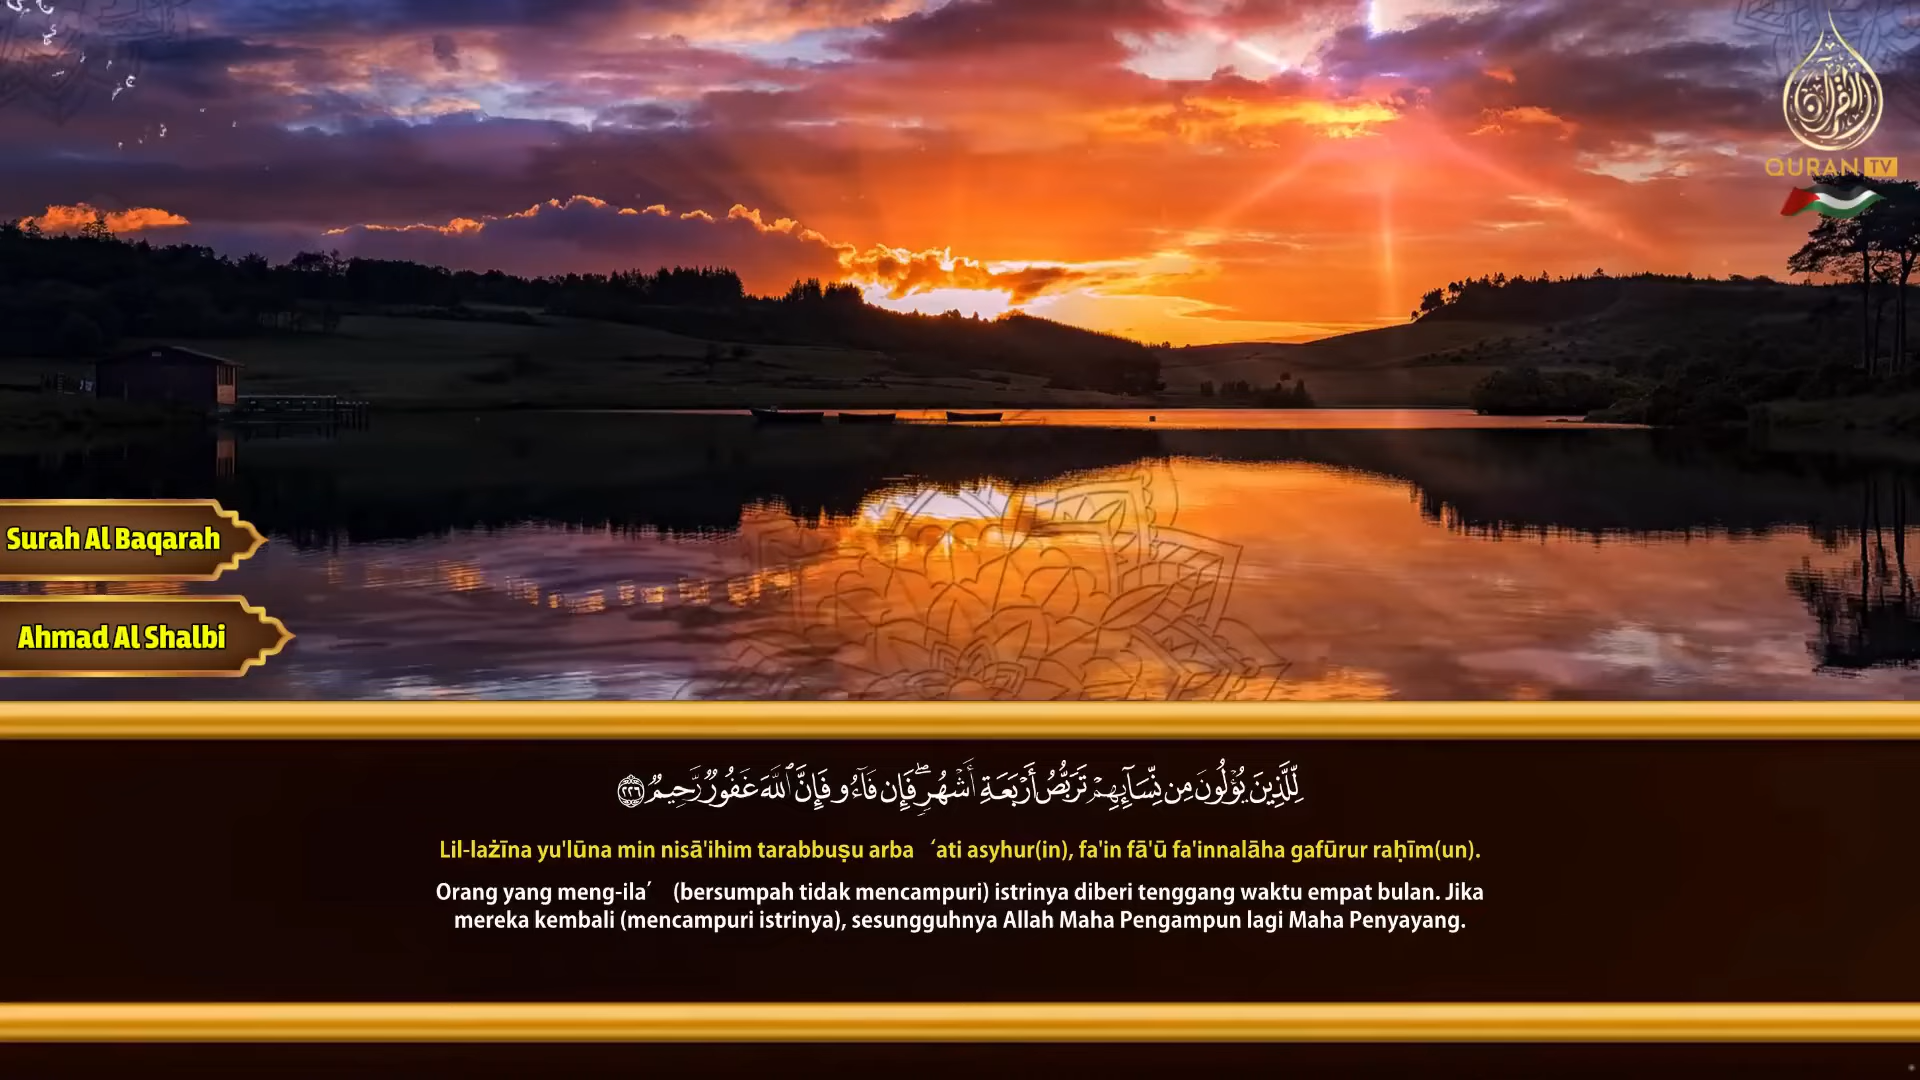 القرآن
QURAN TV
Surah Al Baqarah
Ahmad Al Shalbi
لِّلَّذِينَ يُؤْلُونَ مِن نِّسَآئِهِمْ تَرَبُّصُ أَرْبَعَةِ أَشْهُرٍۖ فَإِن فَآءُو فَإِنَّ ٱللَّهَ غَفُورٌ رَّحِيمٌ ٢٢٦
Lil-lażīna yu'lūna min nisā'ihim tarabbuṣu arba ‘ati asyhur(in), fa'in fā'ū fa'innalāha gafūrur raḥīm(un).
Orang yang meng-ila’ (bersumpah tidak mencampuri) istrinya diberi tenggang waktu empat bulan. Jika
mereka kembali (mencampuri istrinya), sesungguhnya Allah Maha Pengampun lagi Maha Penyayang.